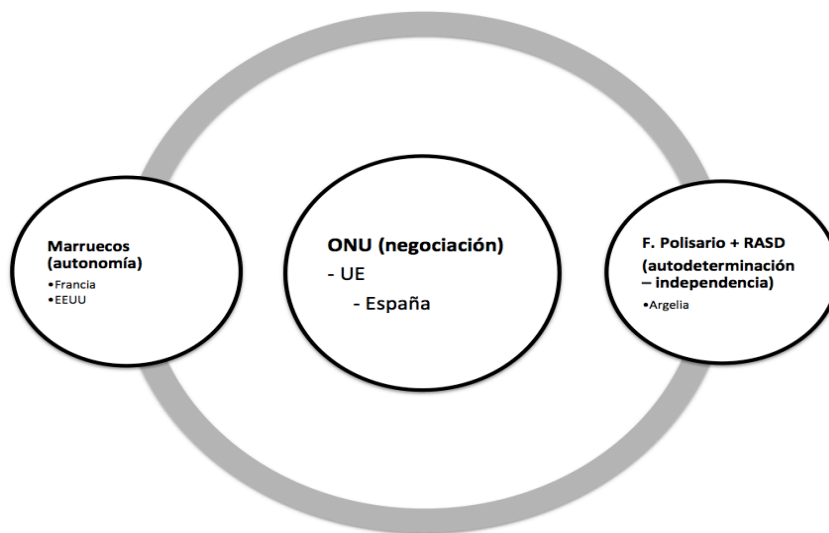 Marruecos
(autonomía)
•Francia
•EEUU
ONU (negociación)
- UE
- España
F. Polisario + RASD
(autodeterminación
– independencia)
•Argelia